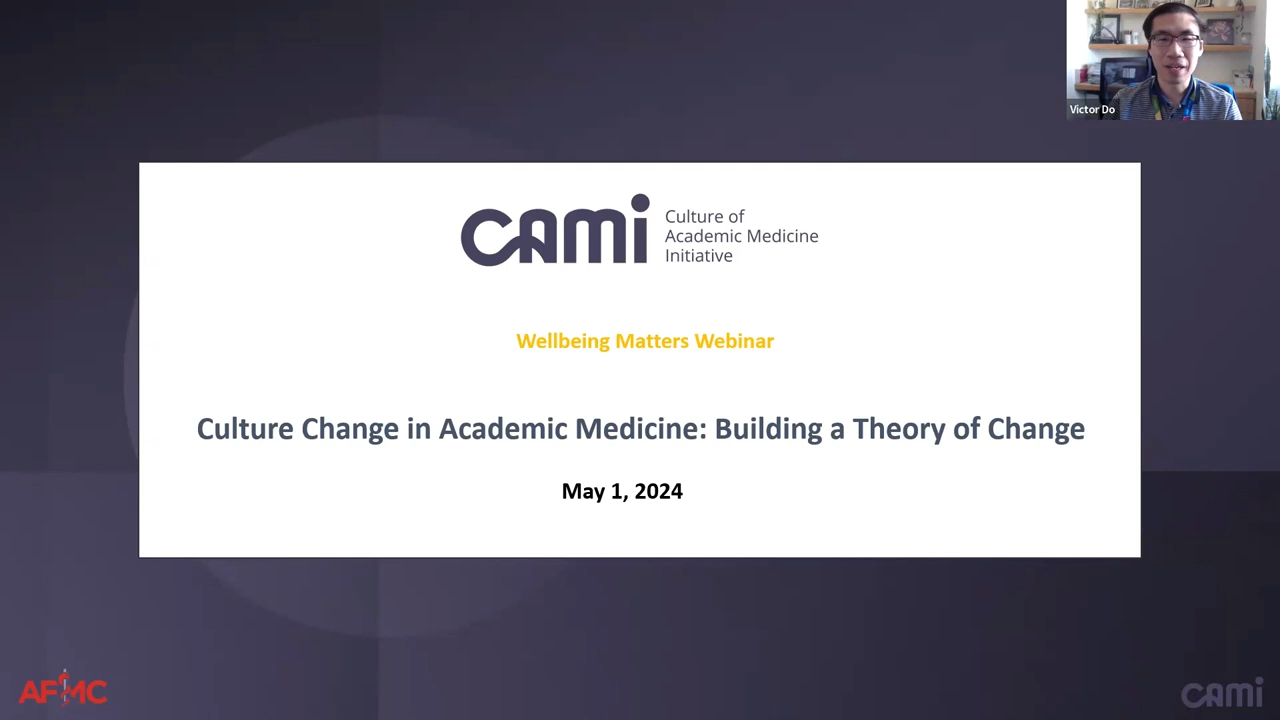 Victor Do
CAMi
Culture of
Academic Medicine
Initiative
Wellbeing Matters Webinar
Culture Change in Academic Medicine: Building a Theory of Change
May 1, 2024
AFMC
CAMi